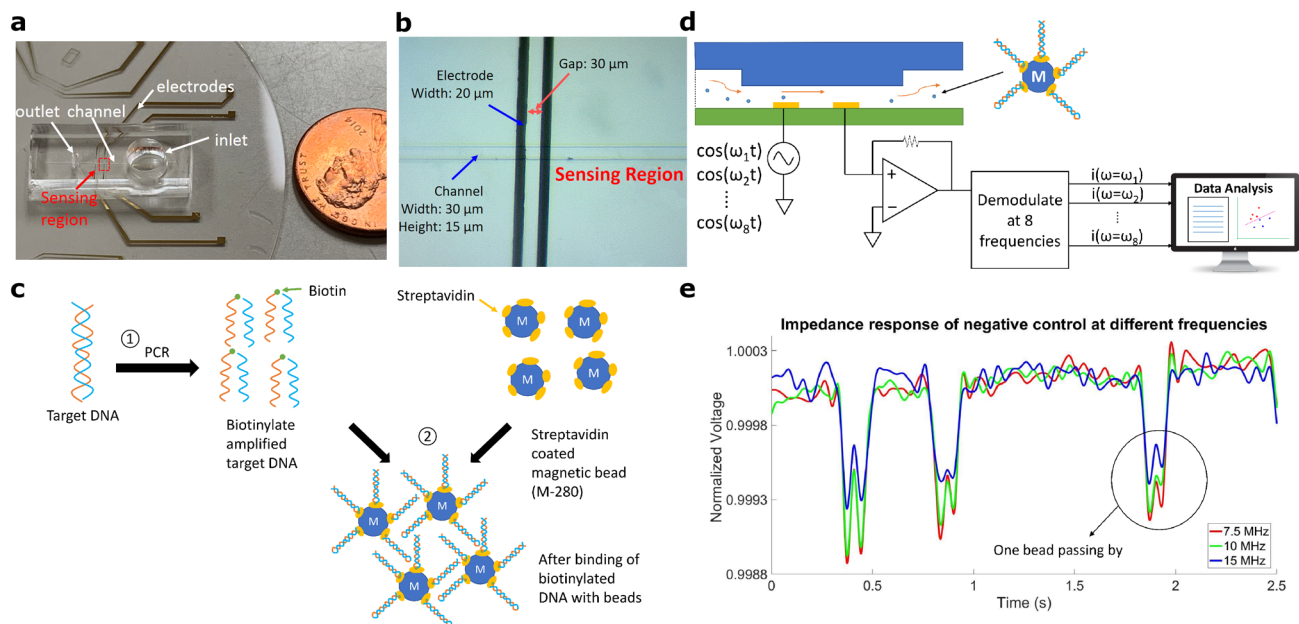 a
electrodes
outlet
channel
inlet
Sensing
region
2014
b
Electrode
Width: 20 µm
Gap: 30 µm
Sensing Region
Channel
Width: 30 µm
Height: 15 µm
d
M
cos(ω1t)
cos(ω2t)
cos(ω8t)
+
−
Demodulate
at 8
frequencies
i(ω=ω1)
i(ω=ω2)
i(ω=ω8)
Data Analysis
c
Target DNA
1
PCR
Biotin
Biotinylate
amplified
target DNA
Streptavidin
M
M
M
M
2
Streptavidin
coated
magnetic bead
(M-280)
M
M
M
M
After binding of
biotinylated
DNA with beads
e
Impedance response of negative control at different frequencies
Normalized Voltage
1.0003
0.9998
0.9993
0.9988
0
0.5
1
1.5
2
2.5
Time (s)
One bead passing by
7.5 MHz
10 MHz
15 MHz